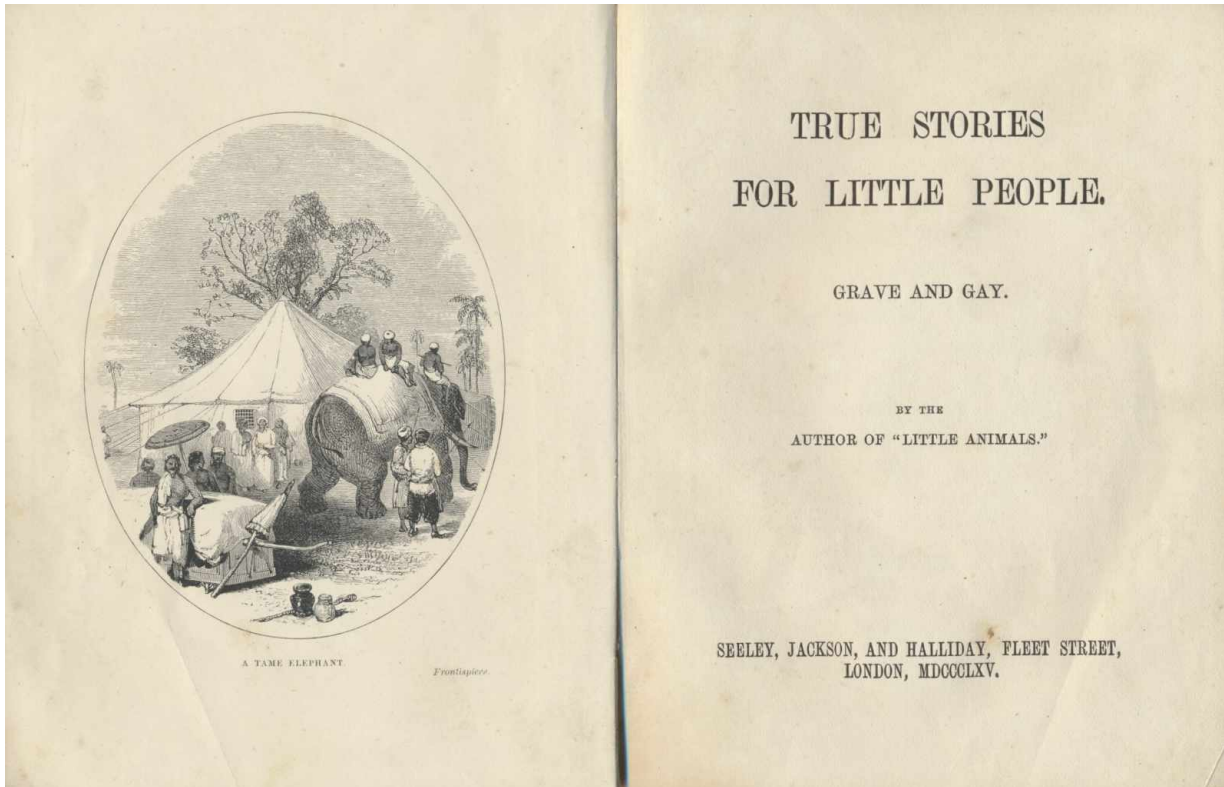 A TAME ELEPHANT
Frontispiece.
TRUE STORIES
FOR LITTLE PEOPLE.
GRAVE AND GAY.
BY THE
AUTHOR OF "LITTLE ANIMALS."
SEELEY, JACKSON, AND HALLIDAY, FLEET STREET,
LONDON, MDCCCLXV.